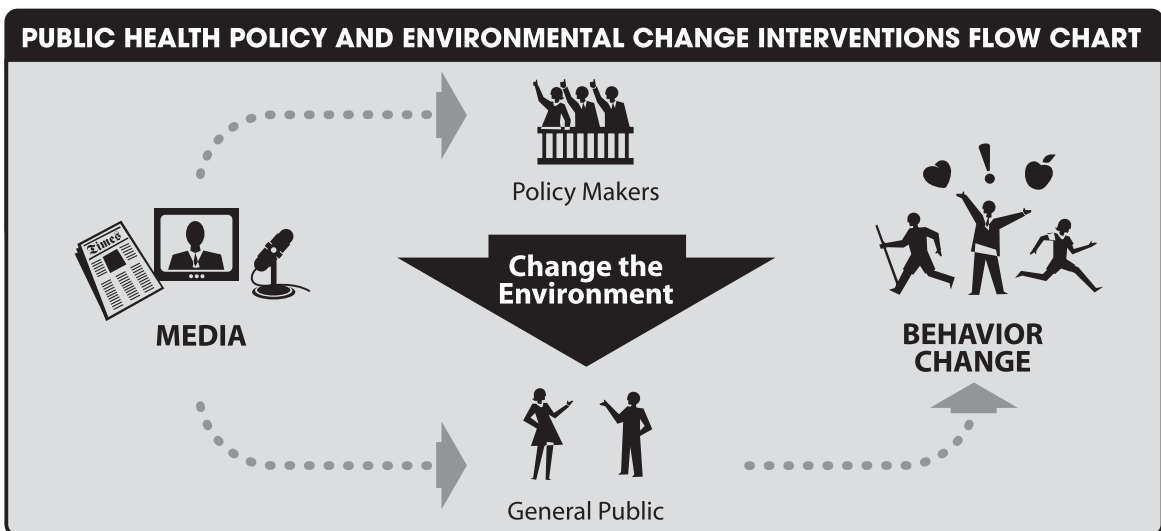 PUBLIC HEALTH POLICY AND ENVIRONMENTAL CHANGE INTERVENTIONS FLOW CHART
Policy Makers
Times
MEDIA
Change the
Environment
BEHAVIOR
CHANGE
General Public